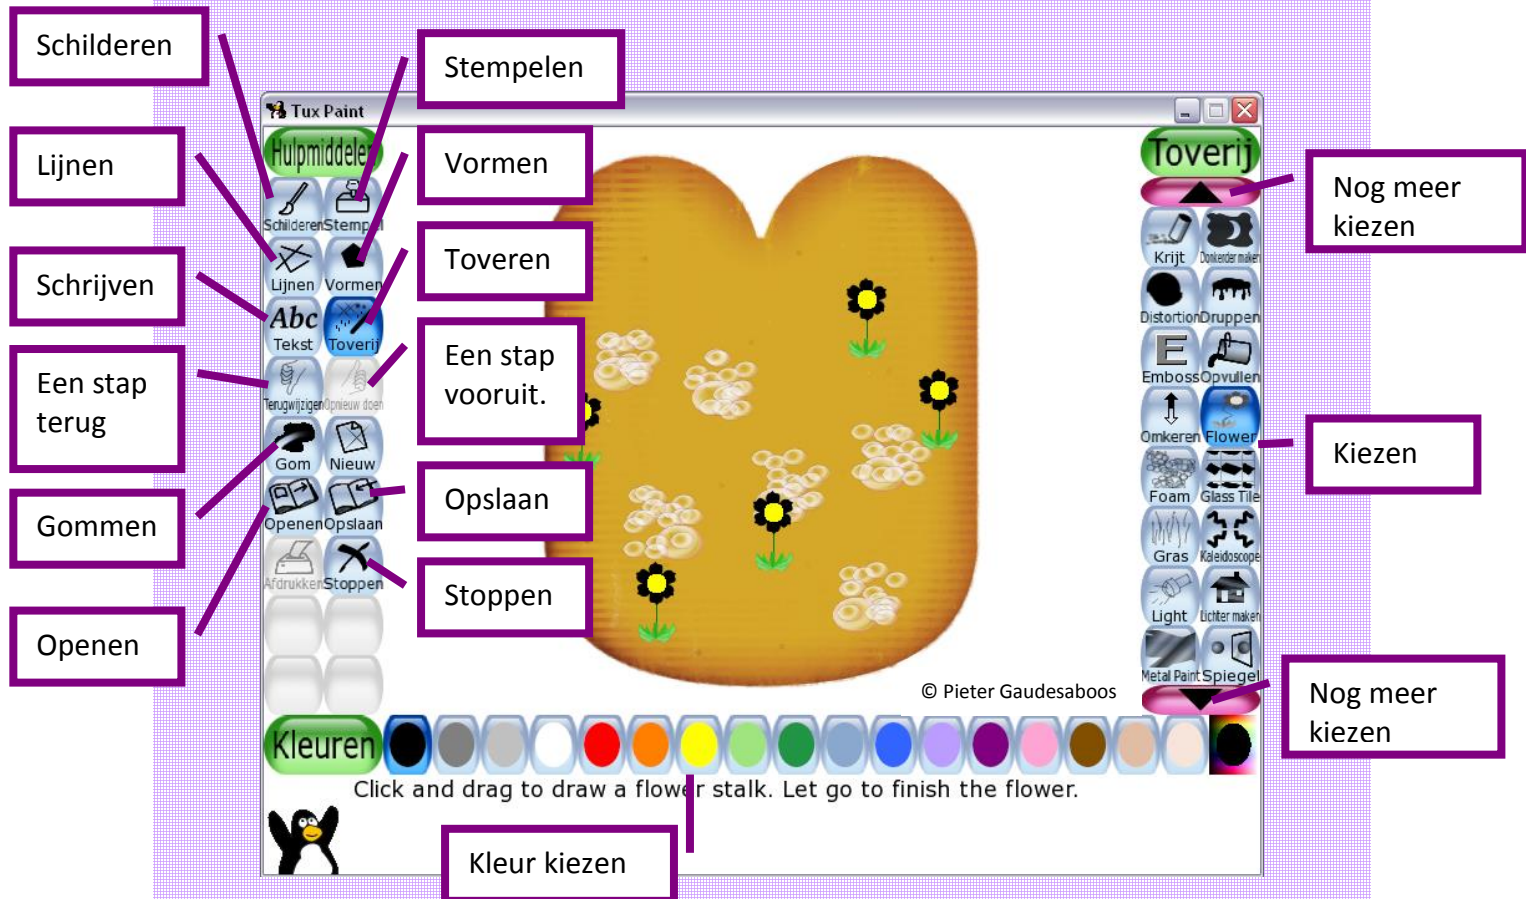 Schilderen
Stempelen
Lijnen
Vormen
Schrijven
Toveren
Een stap
terug
Een stap
vooruit.
Gommen
Opslaan
Openen
Stoppen
Nog meer
kiezen
Kiezen
Nog meer
kiezen
Kleur kiezen
Tux Paint
Hulpmiddelen
Schilderen Stempel
Lijnen Vormen
Abc
Tekst Toverij
Terugwijzigen Opnieuw doen
Gom Nieuw
Openen Opslaan
Afdrukken Stoppen
Toverij
Krijt Donkerder maken
Distortion Druppen
E
Emboss Opvullen
Omkeren Flower
Foam Glass Tile
Gras Kaleidoscope
Light Lichter maken
Metal Paint Spiegel
© Pieter Gaudesaboos
Kleuren
Click and drag to draw a flower stalk. Let go to finish the flower.